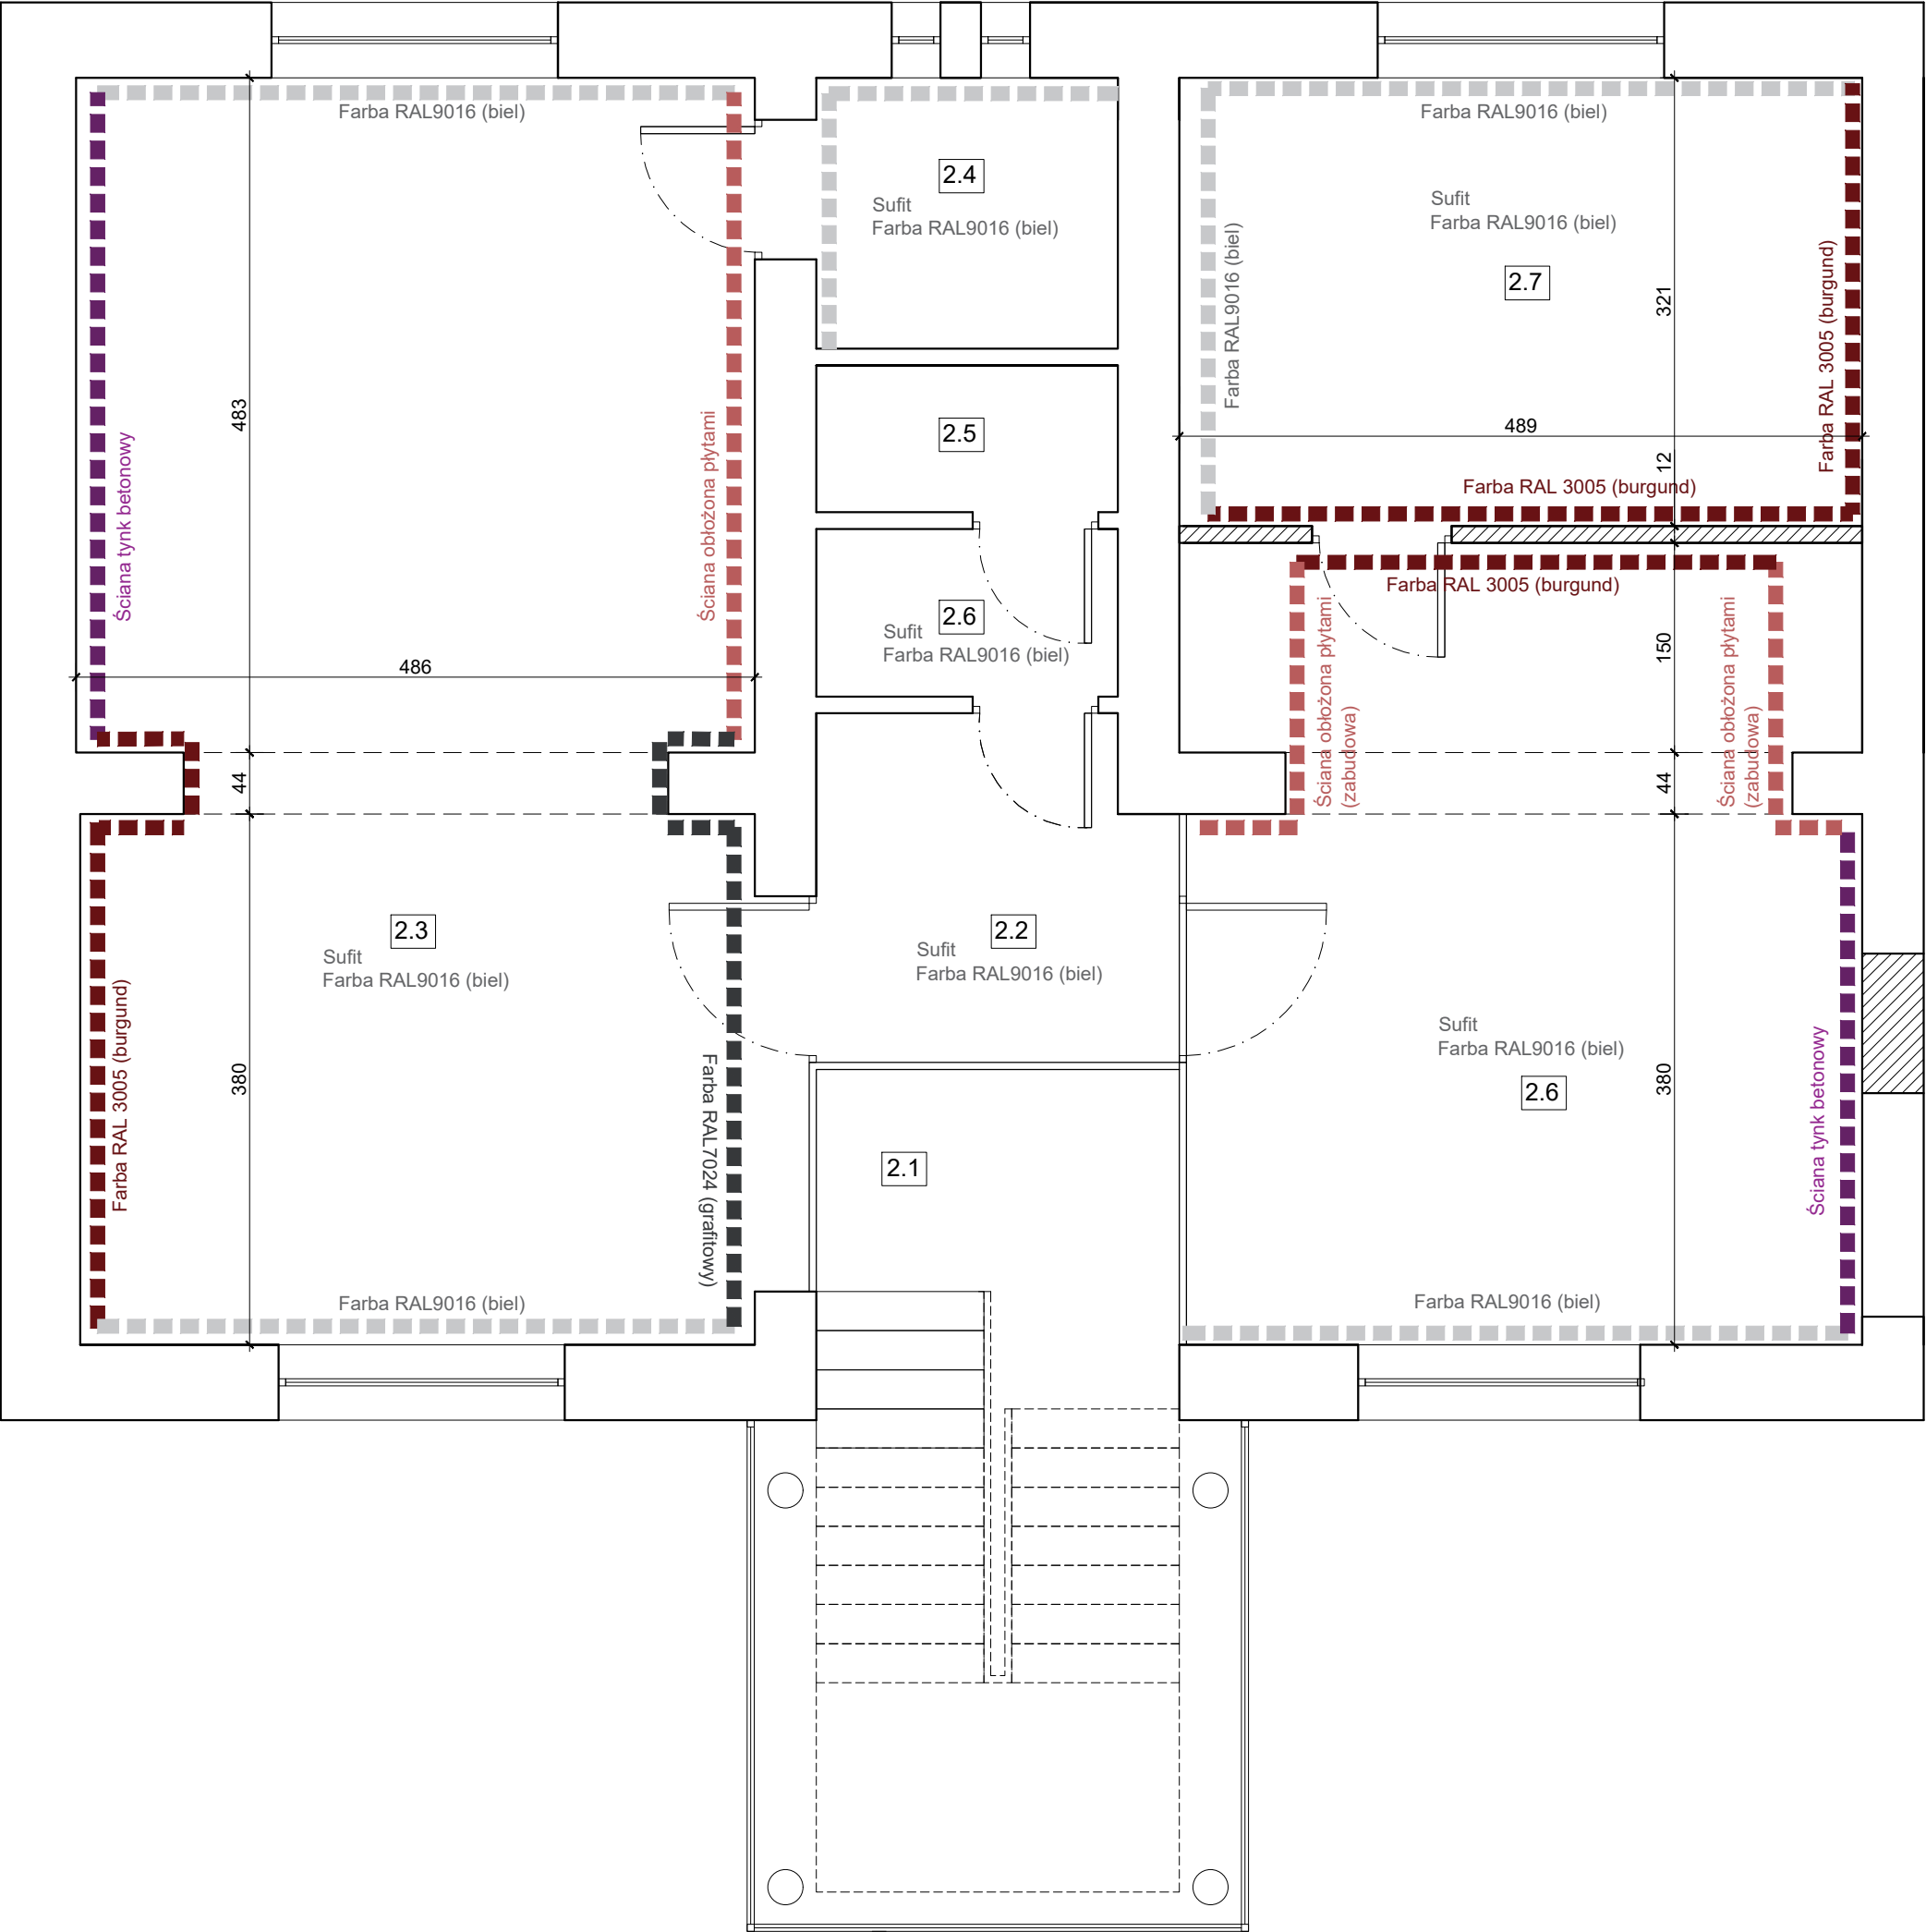 Farba RAL9016 (biel)
Farba RAL9016 (biel)
2.4
Sufit
Farba RAL9016 (biel)
Sufit
Farba RAL9016 (biel)
2.7
Farba RAL9016 (biel)
321
Farba RAL 3005 (burgund)
483
Ściana tynk betonowy
Ściana obłożona płytami
2.5
489
12
Farba RAL 3005 (burgund)
Farba RAL 3005 (burgund)
2.6
Sufit
Farba RAL9016 (biel)
486
Ściana obłożona płytami
(zabudowa)
150
Ściana obłożona płytami
(zabudowa)
44
44
2.3
Sufit
Farba RAL9016 (biel)
2.2
Sufit
Farba RAL9016 (biel)
Farba RAL 3005 (burgund)
380
Farba RAL7024 (grafitowy)
Sufit
Farba RAL9016 (biel)
2.6
380
Ściana tynk betonowy
2.1
Farba RAL9016 (biel)
Farba RAL9016 (biel)